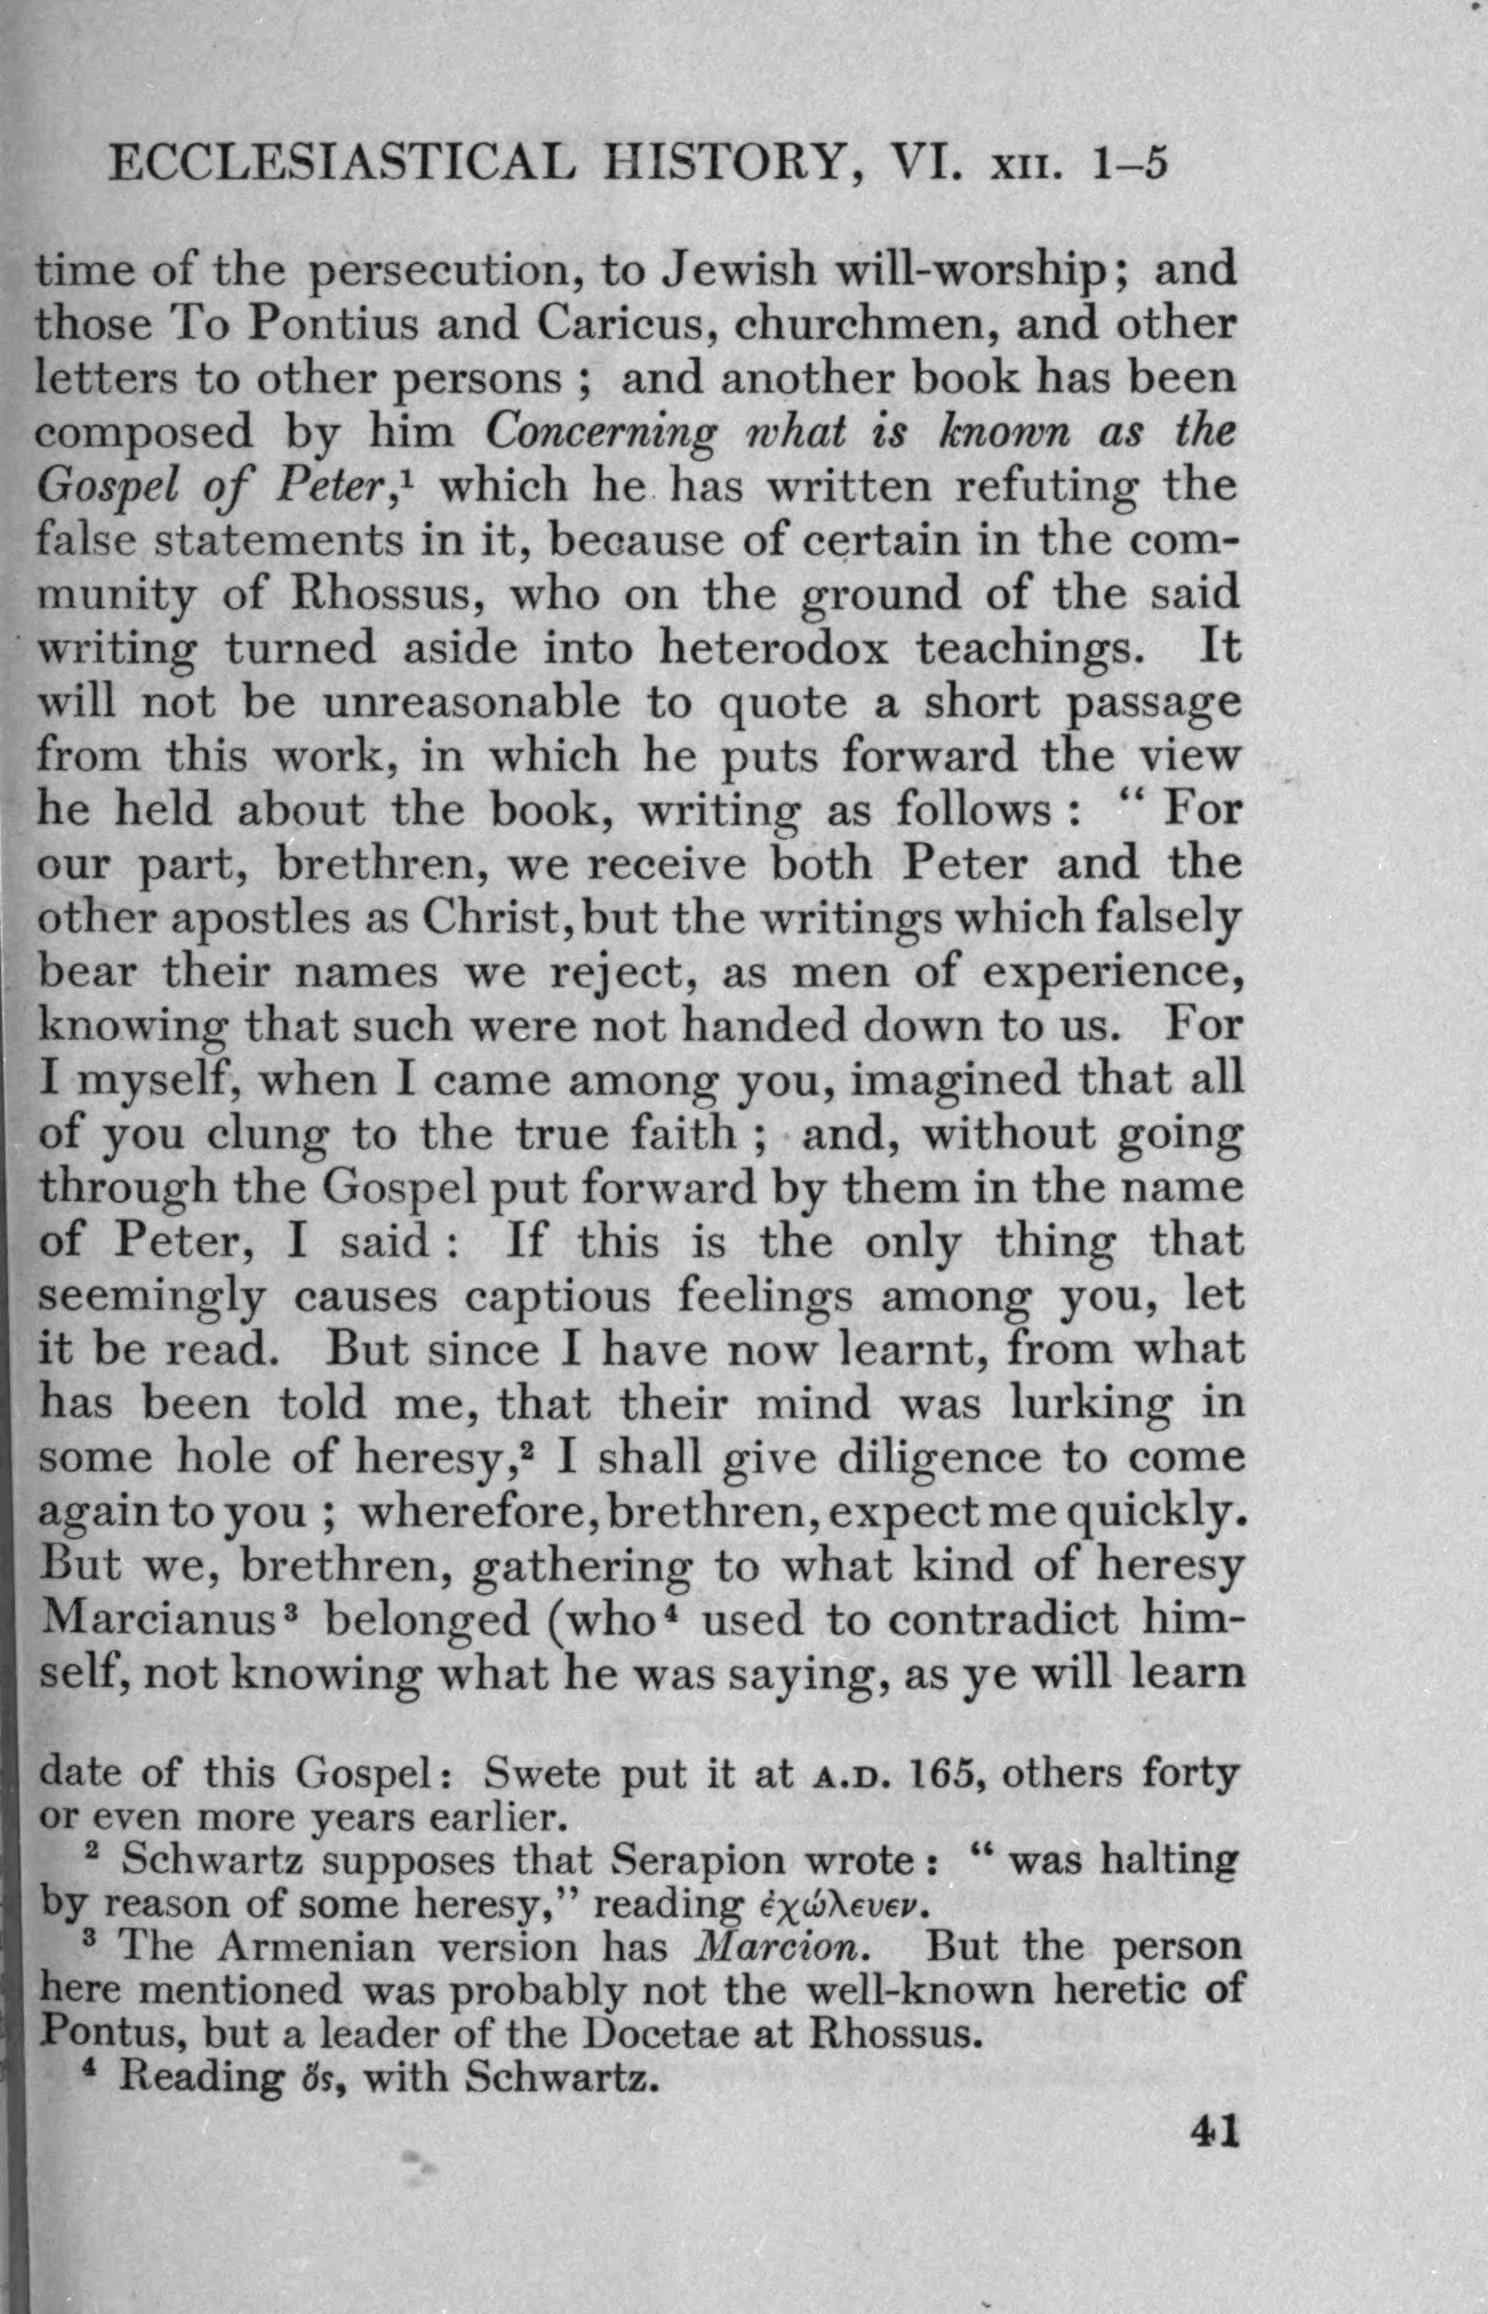 ECCLESIASTICAL HISTORY, VI. XII. 1–5
time of the persecution, to Jewish will-worship; and
those To Pontius and Caricus, churchmen, and other
letters to other persons ; and another book has been
composed by him Concerning what is known as the
Gospel of Peter,¹ which he has written refuting the
false statements in it, because of certain in the com-
munity of Rhossus, who on the ground of the said
writing turned aside into heterodox teachings. It
will not be unreasonable to quote a short passage
from this work, in which he puts forward the view
he held about the book, writing as follows : “ For
our part, brethren, we receive both Peter and the
other apostles as Christ, but the writings which falsely
bear their names we reject, as men of experience,
knowing that such were not handed down to us. For
I myself, when I came among you, imagined that all
of you clung to the true faith ; and, without going
through the Gospel put forward by them in the name
of Peter, I said : If this is the only thing that
seemingly causes captious feelings among you, let
it be read. But since I have now learnt, from what
has been told me, that their mind was lurking in
some hole of heresy,² I shall give diligence to come
again to you ; wherefore, brethren, expect me quickly.
But we, brethren, gathering to what kind of heresy
Marcianus³ belonged (who⁴ used to contradict him-
self, not knowing what he was saying, as ye will learn
date of this Gospel: Swete put it at A.D. 165, others forty
or even more years earlier.
² Schwartz supposes that Serapion wrote : “ was halting
by reason of some heresy,” reading ἐχώλευεν.
³ The Armenian version has Marcion. But the person
here mentioned was probably not the well-known heretic of
Pontus, but a leader of the Docetae at Rhossus.
⁴ Reading ὃς, with Schwartz.
41